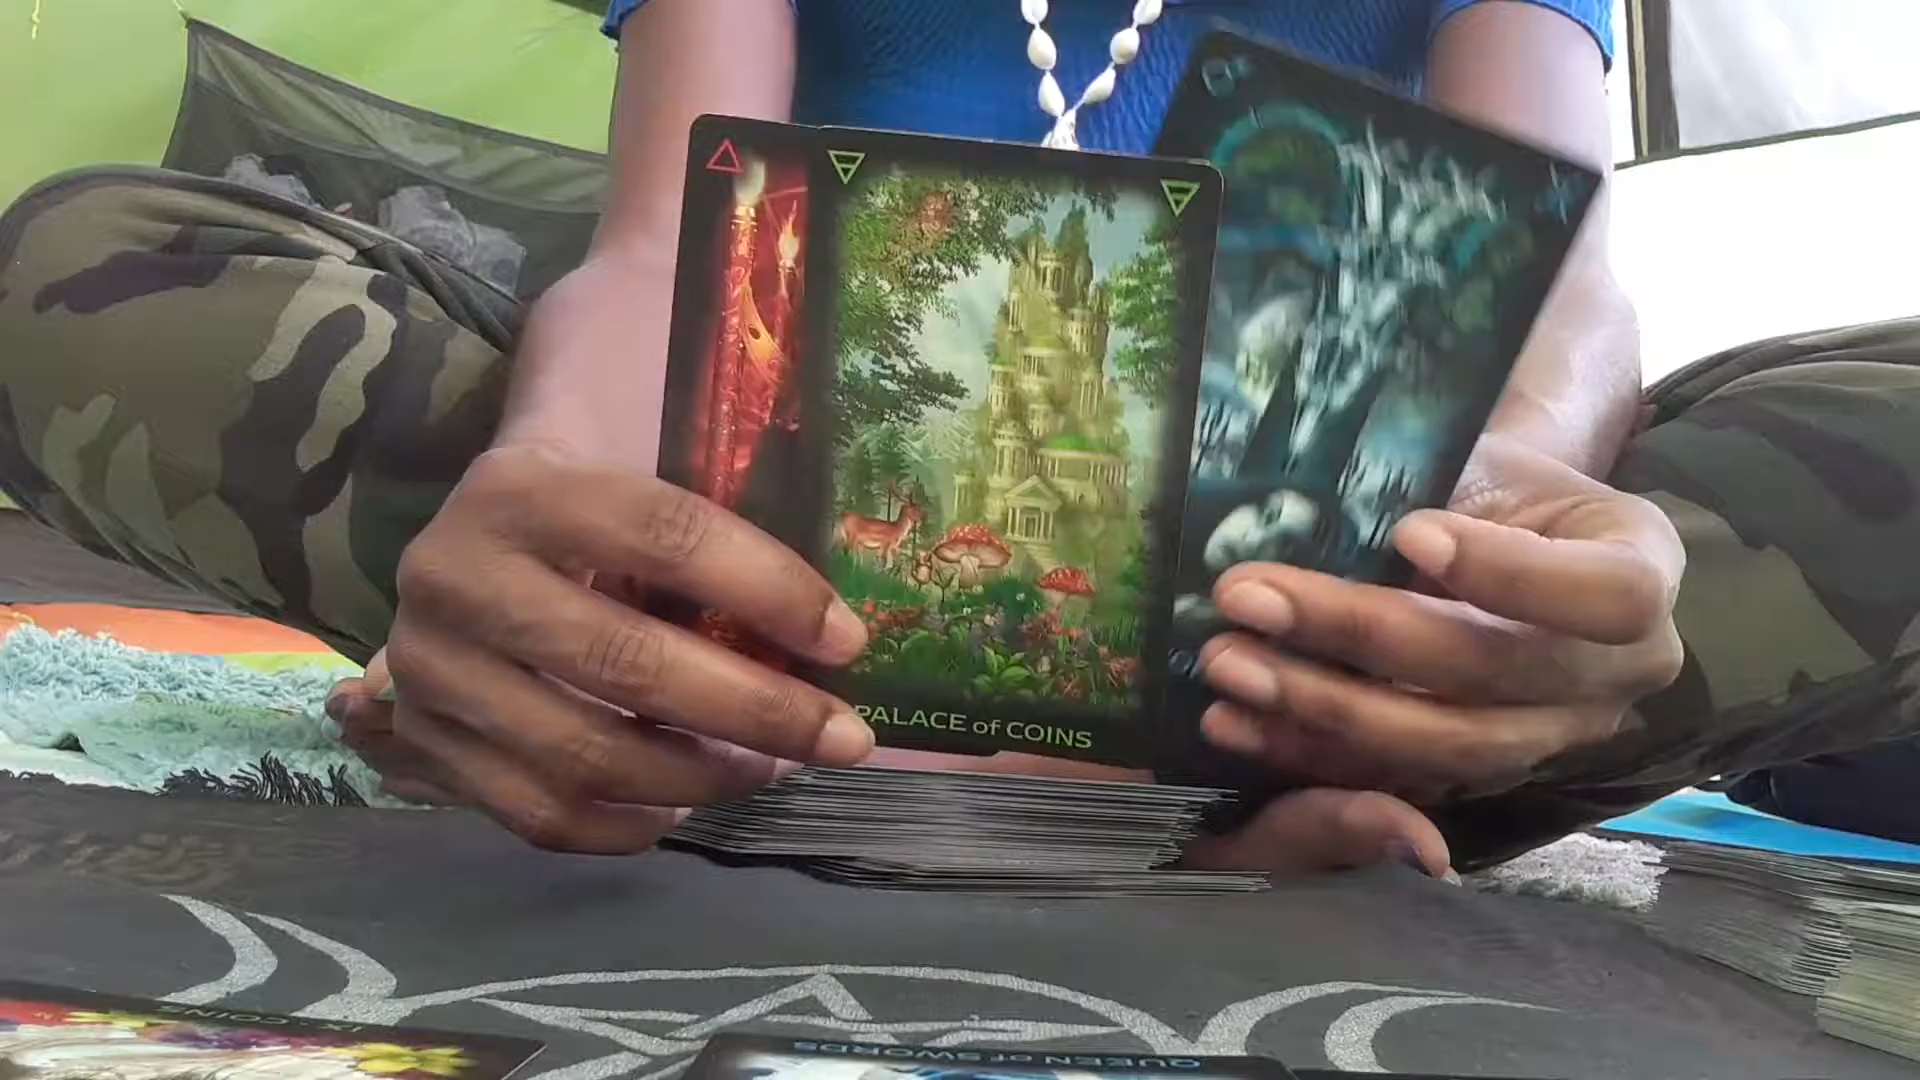 PALACE of COINS
IX · COINS
QUEEN of SWORDS